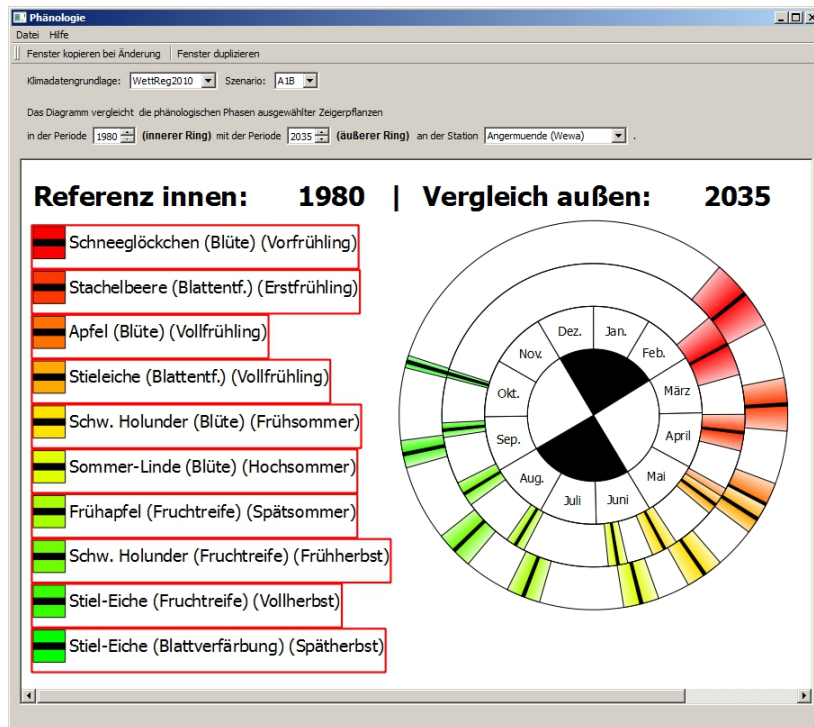 Phänologie
Datei Hilfe
Fenster kopieren bei Änderung Fenster duplizieren
Klimadatengrundlage: WettReg2010 Szenario: A1B
Das Diagramm vergleicht die phänologischen Phasen ausgewählter Zeigerpflanzen
in der Periode 1980 (innerer Ring) mit der Periode 2035 (äußerer Ring) an der Station Angermuende (Wewa) .
Referenz innen: 1980 | Vergleich außen: 2035
Schneeglöckchen (Blüte) (Vorfrühling)
Stachelbeere (Blattentf.) (Erstfrühling)
Apfel (Blüte) (Vollfrühling)
Stieleiche (Blattentf.) (Vollfrühling)
Schw. Holunder (Blüte) (Frühsommer)
Sommer-Linde (Blüte) (Hochsommer)
Frühapfel (Fruchtreife) (Spätsommer)
Schw. Holunder (Fruchtreife) (Frühherbst)
Stiel-Eiche (Fruchtreife) (Vollherbst)
Stiel-Eiche (Blattverfärbung) (Spätherbst)
Jan.
Feb.
März
April
Mai
Juni
Juli
Aug.
Sep.
Okt.
Nov.
Dez.